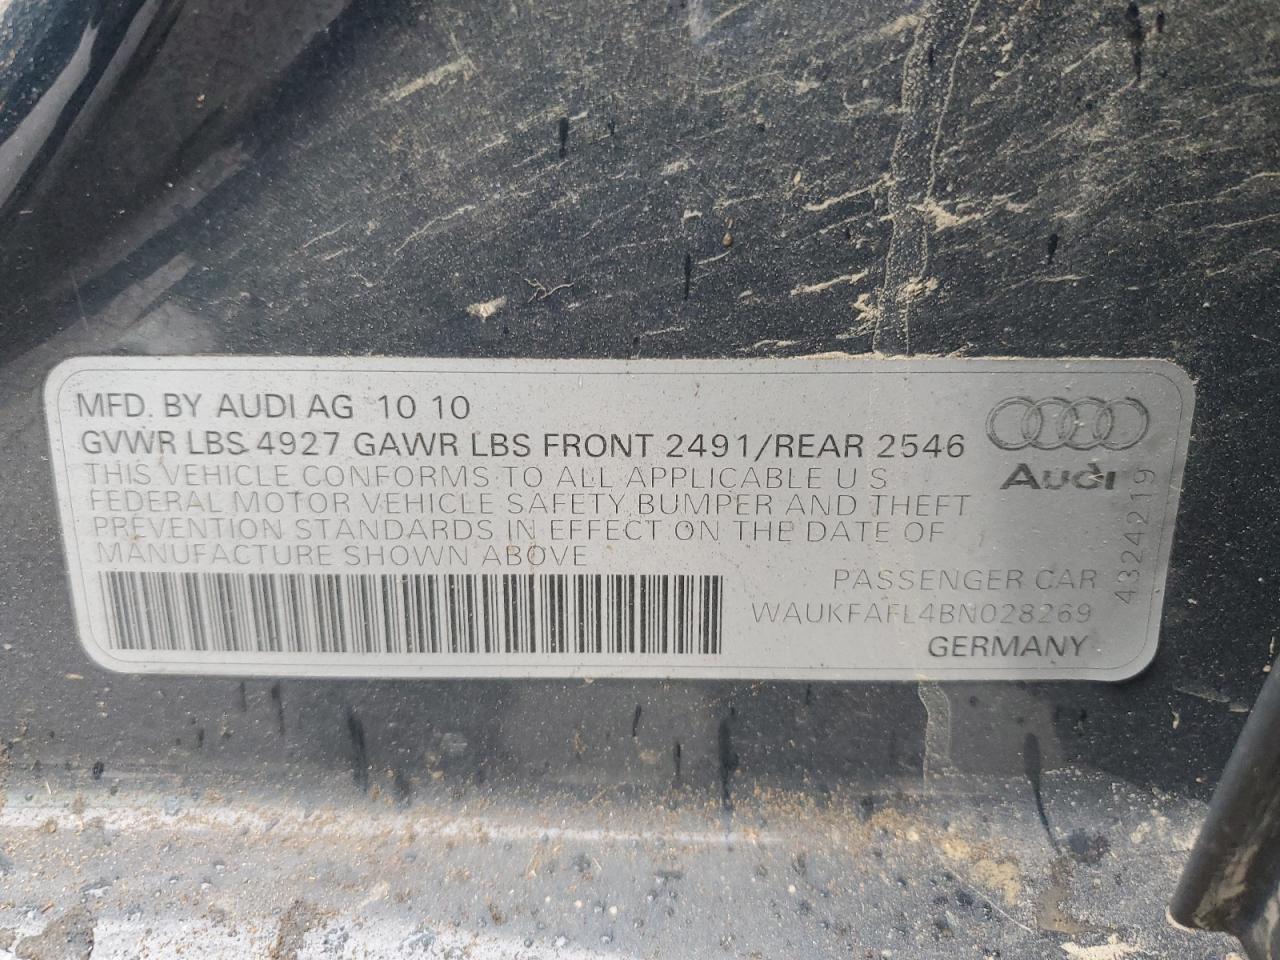 MFD. BY AUDI AG 10 10
GVWR LBS 4927 GAWR LBS FRONT 2491/REAR 2546
THIS VEHICLE CONFORMS TO ALL APPLICABLE U S
FEDERAL MOTOR VEHICLE SAFETY, BUMPER AND THEFT
PREVENTION STANDARDS IN EFFECT ON THE DATE OF
MANUFACTURE SHOWN ABOVE
Audi
4324219
PASSENGER CAR
WAUKFAFL4BN028269
GERMANY